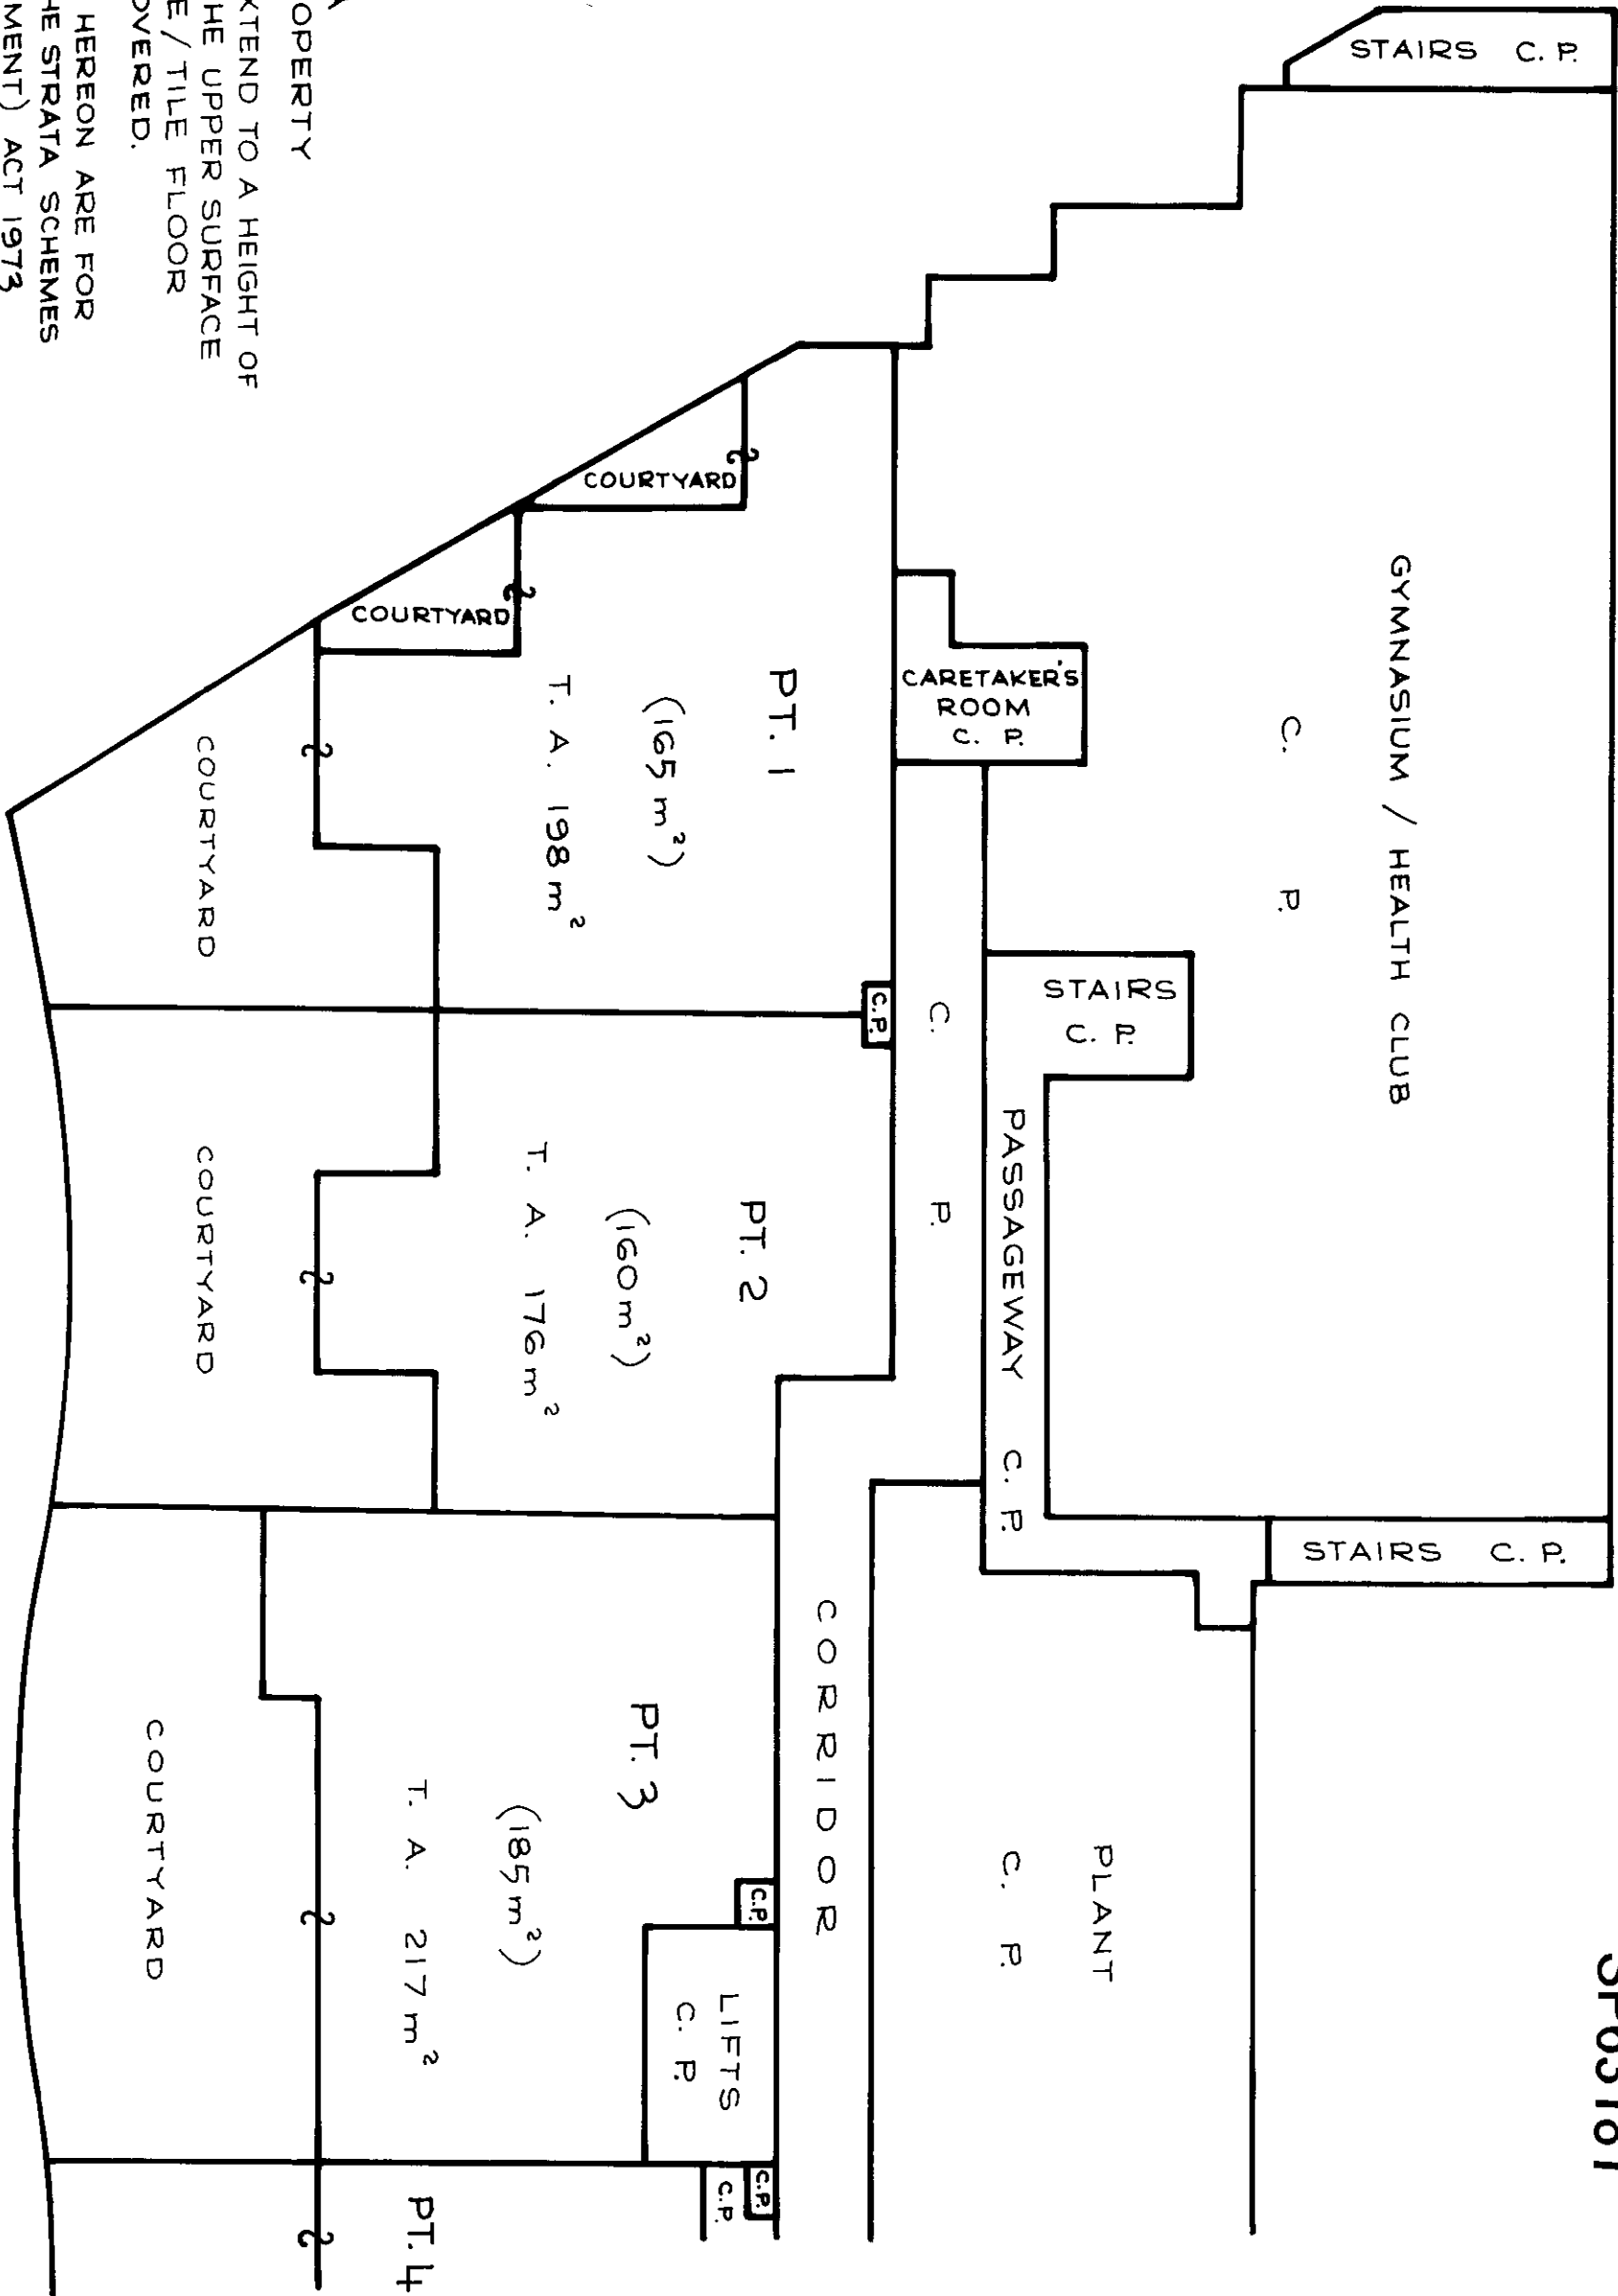 SP03101
STAIRS C. P.
GYMNASIUM / HEALTH CLUB
C. P.
STAIRS
C. P.
STAIRS C. P.
PASSAGEWAY C. P.
CARETAKER'S
ROOM
C. P.
C. P.
CORRIDOR
PLANT
C. P.
C.P.
PT. 1
(165 m²)
T. A. 198 m²
COURTYARD
COURTYARD
COURTYARD
PT. 2
(160 m²)
T. A. 176 m²
COURTYARD
PT. 3
(185 m²)
T. A. 217 m²
COURTYARD
C.P.
LIFTS
C. P.
C.P.
C.P.
PT. 4
OPERTY
XTEND TO A HEIGHT OF
HE UPPER SURFACE
E / TILE FLOOR
OVERED.
HEREON ARE FOR
HE STRATA SCHEMES
MENT) ACT 1973